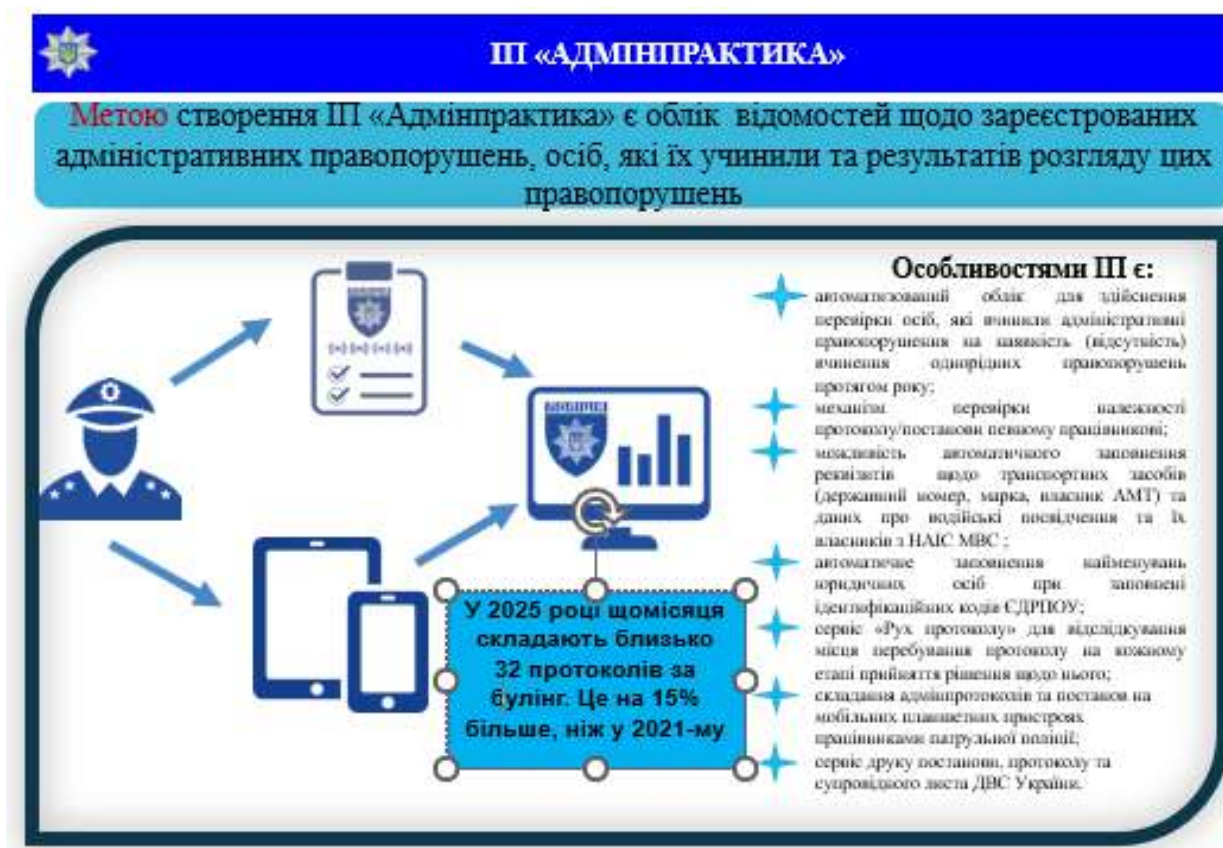 ІП «АДМІНПРАКТИКА»
Метою створення ІП «Адмінпрактика» є облік відомостей щодо зареєстрованих
адміністративних правопорушень, осіб, які їх учинили та результатів розгляду цих
правопорушень
У 2025 році щомісяця
складають близько
32 протоколів за
булінг. Це на 15%
більше, ніж у 2021-му
Особливостями ІП є:
автоматизований облік для здійснення
перевірки осіб, які вчинили адміністративні
правопорушення на наявність (відсутність)
вчинення однорідних правопорушень
протягом року;
механізм перевірки належності
протоколу/постанови певному працівникові;
можливість автоматичного заповнення
реквізитів щодо транспортних засобів
(державний номер, марка, власник АМТ) та
даних про водійські посвідчення та їх
власників з НАІС МВС ;
автоматичне заповнення найменувань
юридичних осіб при заповнені
ідентифікаційних кодів ЄДРПОУ;
сервіс «Рух протоколу» для відслідкування
місця перебування протоколу на кожному
етапі прийняття рішення щодо нього;
складання адмінпротоколів та постанов на
мобільних планшетних пристроях
працівниками патрульної поліції;
сервіс друку постанови, протоколу та
супровідного листа ДВС України.